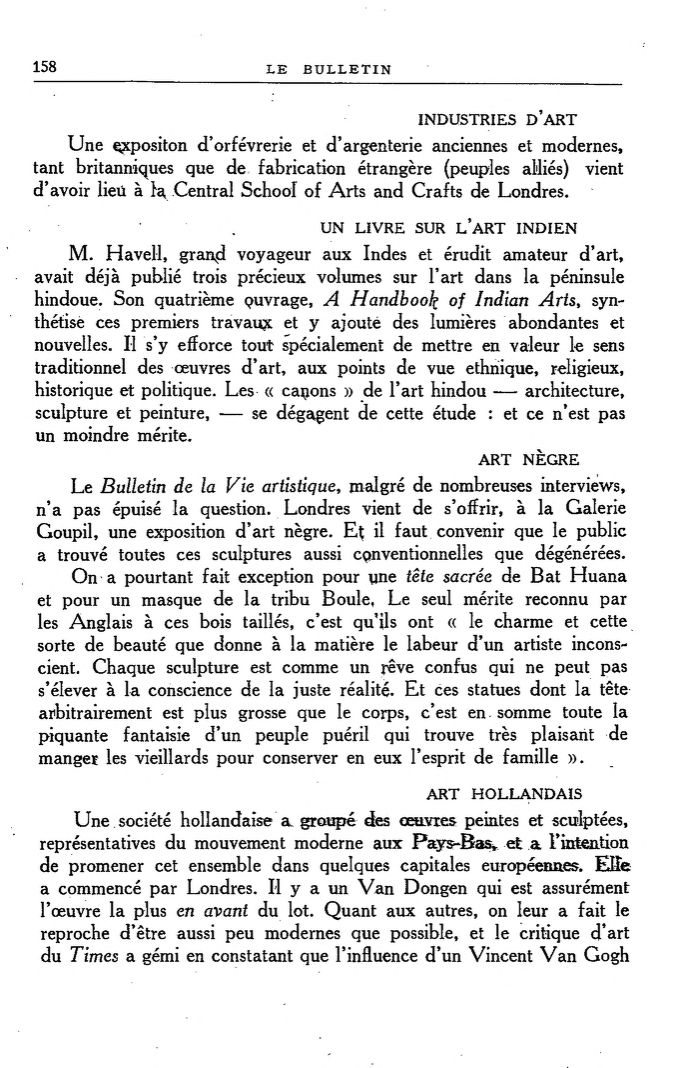 158 LE BULLETIN
INDUSTRIES D'ART
Une expositon d'orfévrerie et d'argenterie anciennes et modernes,
tant britanniques que de fabrication étrangère (peuples alliés) vient
d'avoir lieu à la Central School of Arts and Crafts de Londres.
UN LIVRE SUR L'ART INDIEN
M. Havell, grand voyageur aux Indes et érudit amateur d'art,
avait déjà publié trois précieux volumes sur l'art dans la péninsule
hindoue. Son quatrième ouvrage, A Handbook of Indian Arts, syn-
thétise ces premiers travaux et y ajoute des lumières abondantes et
nouvelles. Il s'y efforce tout spécialement de mettre en valeur le sens
traditionnel des œuvres d'art, aux points de vue ethnique, religieux,
historique et politique. Les « canons » de l'art hindou — architecture,
sculpture et peinture, — se dégagent de cette étude : et ce n'est pas
un moindre mérite.
ART NÈGRE
Le Bulletin de la Vie artistique, malgré de nombreuses interviews,
n'a pas épuisé la question. Londres vient de s'offrir, à la Galerie
Goupil, une exposition d'art nègre. Et il faut convenir que le public
a trouvé toutes ces sculptures aussi conventionnelles que dégénérées.
On a pourtant fait exception pour une tête sacrée de Bat Huana
et pour un masque de la tribu Boule. Le seul mérite reconnu par
les Anglais à ces bois taillés, c'est qu'ils ont « le charme et cette
sorte de beauté que donne à la matière le labeur d'un artiste incons-
cient. Chaque sculpture est comme un rêve confus qui ne peut pas
s'élever à la conscience de la juste réalité. Et ces statues dont la tête
arbitrairement est plus grosse que le corps, c'est en somme toute la
piquante fantaisie d'un peuple puéril qui trouve très plaisant de
manger les vieillards pour conserver en eux l'esprit de famille ».
ART HOLLANDAIS
Une société hollandaise a groupé des œuvres peintes et sculptées,
représentatives du mouvement moderne aux Pays-Bas, et a l'intention
de promener cet ensemble dans quelques capitales européennes. Elle
a commencé par Londres. Il y a un Van Dongen qui est assurément
l'œuvre la plus en avant du lot. Quant aux autres, on leur a fait le
reproche d'être aussi peu modernes que possible, et le critique d'art
du Times a gémi en constatant que l'influence d'un Vincent Van Gogh